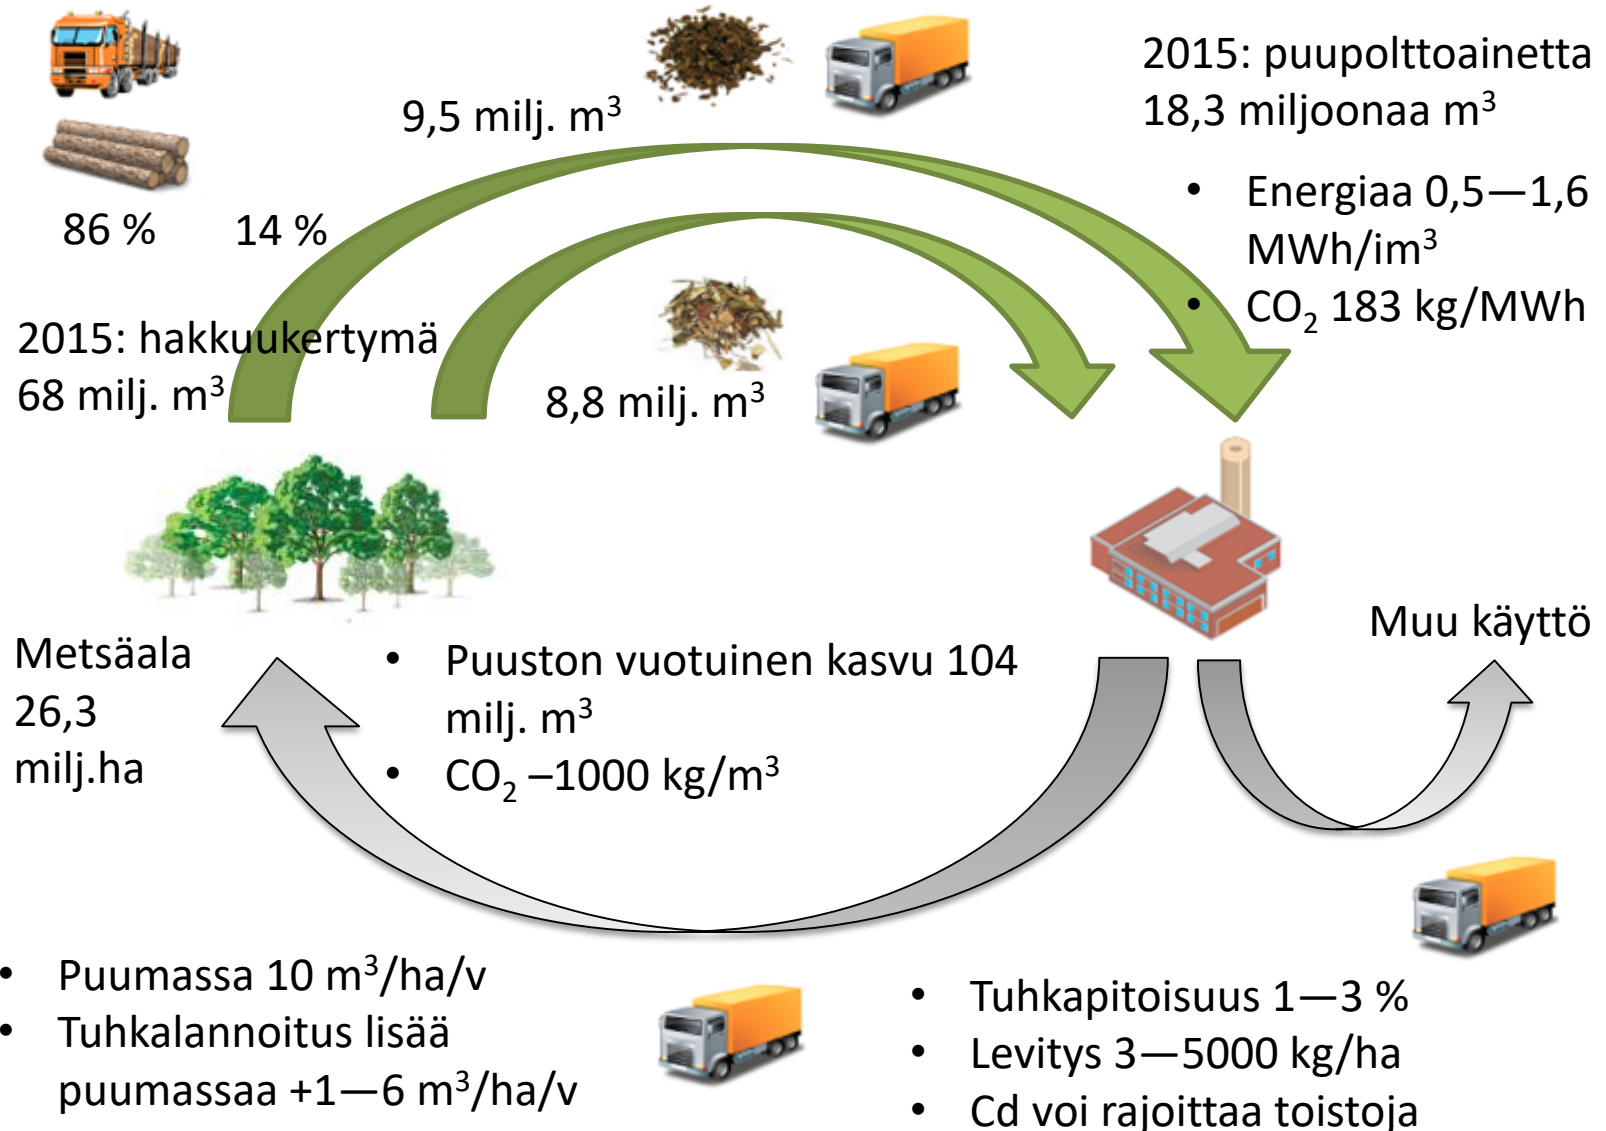 9,5 milj. m³
2015: puupolttoainetta
18,3 miljoonaa m³
• Energiaa 0,5—1,6
MWh/im³
• CO₂ 183 kg/MWh
86 % 14 %
2015: hakkuukertymä
68 milj. m³
8,8 milj. m³
Metsäala
26,3
milj.ha
• Puuston vuotuinen kasvu 104
milj. m³
• CO₂ –1000 kg/m³
Muu käyttö
• Puumassa 10 m³/ha/v
• Tuhkalannoitus lisää
puumassaa +1—6 m³/ha/v
• Tuhkapitoisuus 1—3 %
• Levitys 3—5000 kg/ha
• Cd voi rajoittaa toistoja